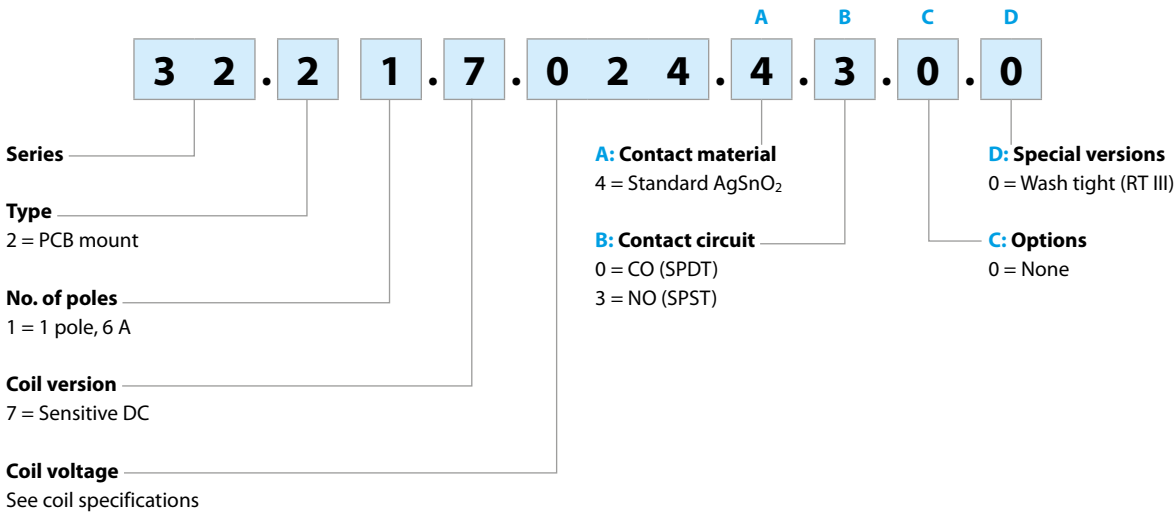 A B C D
3 2 . 2 1 . 7 . 0 2 4 . 4 . 3 . 0 . 0
Series
Type
2 = PCB mount
No. of poles
1 = 1 pole, 6 A
Coil version
7 = Sensitive DC
Coil voltage
See coil specifications
A: Contact material
4 = Standard AgSnO₂
B: Contact circuit
0 = CO (SPDT)
3 = NO (SPST)
D: Special versions
0 = Wash tight (RT III)
C: Options
0 = None